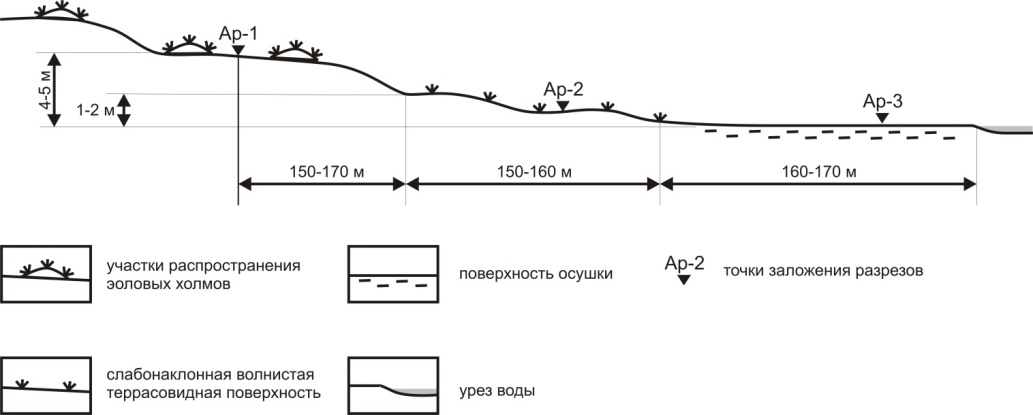 Ар-1
4-5 м
1-2 м
Ар-2
Ар-3
150-170 м
150-160 м
160-170 м
участки распространения
эоловых холмов
поверхность осушки
Ар-2
точки заложения разрезов
слабонаклонная волнистая
террасовидная поверхность
урез воды